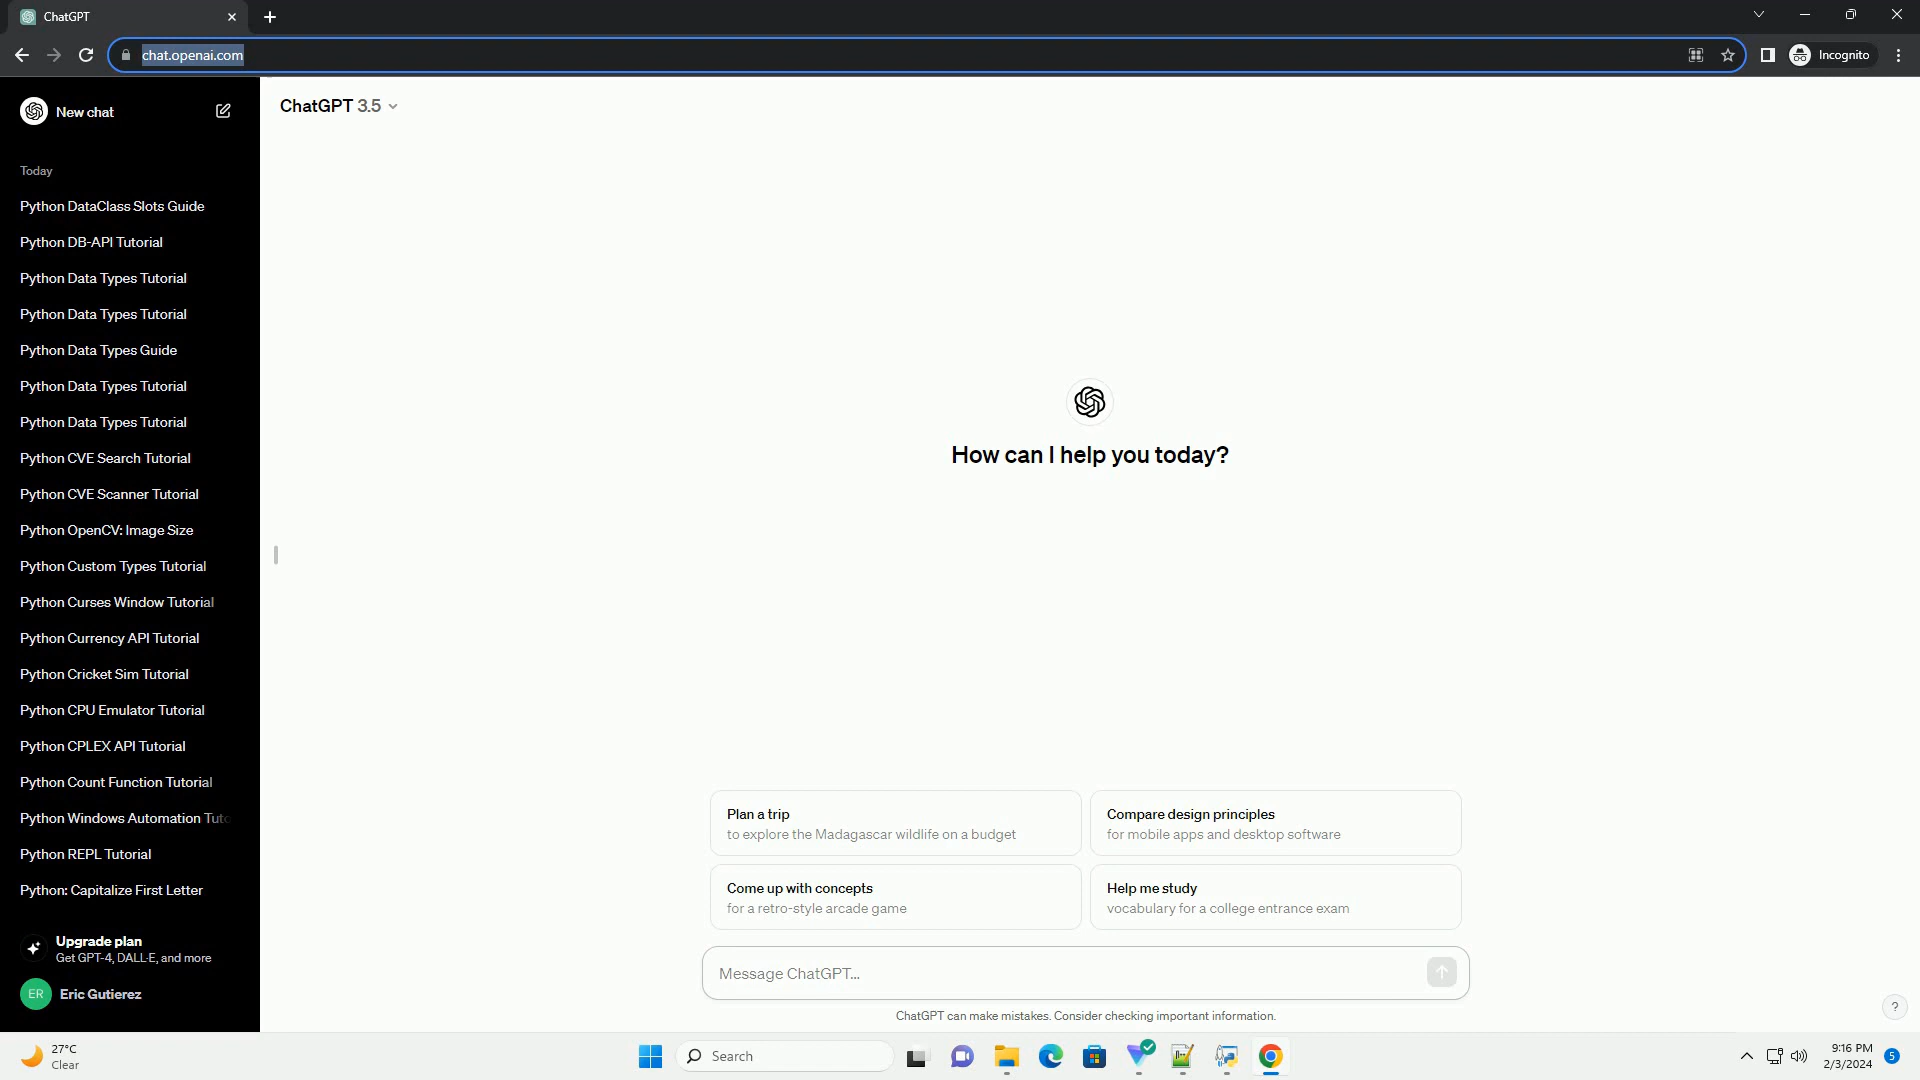 ChatGPT
chat.openai.com
Incognito
New chat
ChatGPT 3.5
Today
Python DataClass Slots Guide
Python DB-API Tutorial
Python Data Types Tutorial
Python Data Types Tutorial
Python Data Types Guide
Python Data Types Tutorial
Python Data Types Tutorial
Python CVE Search Tutorial
Python CVE Scanner Tutorial
Python OpenCV: Image Size
Python Custom Types Tutorial
Python Curses Window Tutorial
Python Currency API Tutorial
Python Cricket Sim Tutorial
Python CPU Emulator Tutorial
Python CPLEX API Tutorial
Python Count Function Tutorial
Python Windows Automation Tuto
Python REPL Tutorial
Python: Capitalize First Letter
Upgrade plan
Get GPT-4, DALL·E, and more
ER
Eric Gutierez
How can I help you today?
Plan a trip
to explore the Madagascar wildlife on a budget
Compare design principles
for mobile apps and desktop software
Come up with concepts
for a retro-style arcade game
Help me study
vocabulary for a college entrance exam
Message ChatGPT...
ChatGPT can make mistakes. Consider checking important information.
?
27°C
Clear
Search
9:16 PM
2/3/2024
5